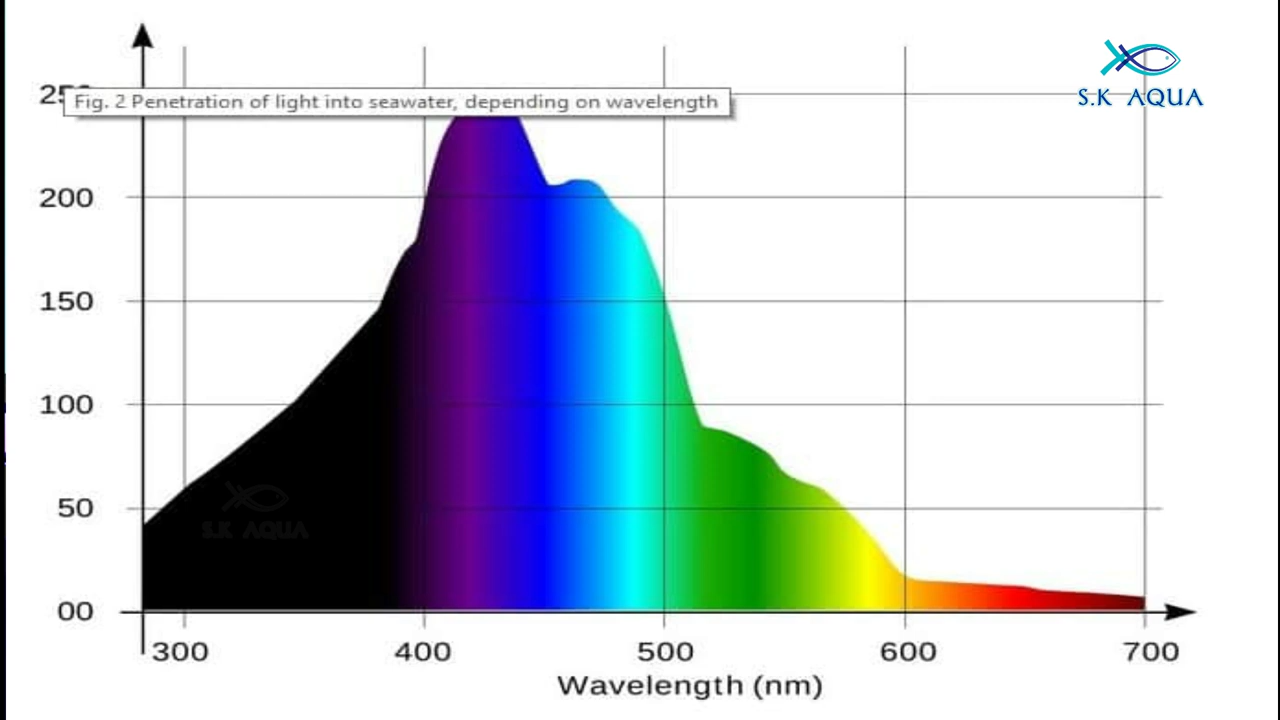 S.K AQUA
Fig. 2 Penetration of light into seawater, depending on wavelength
200
150
100
50
00
S.K AQUA
300 400 500 600 700
Wavelength (nm)